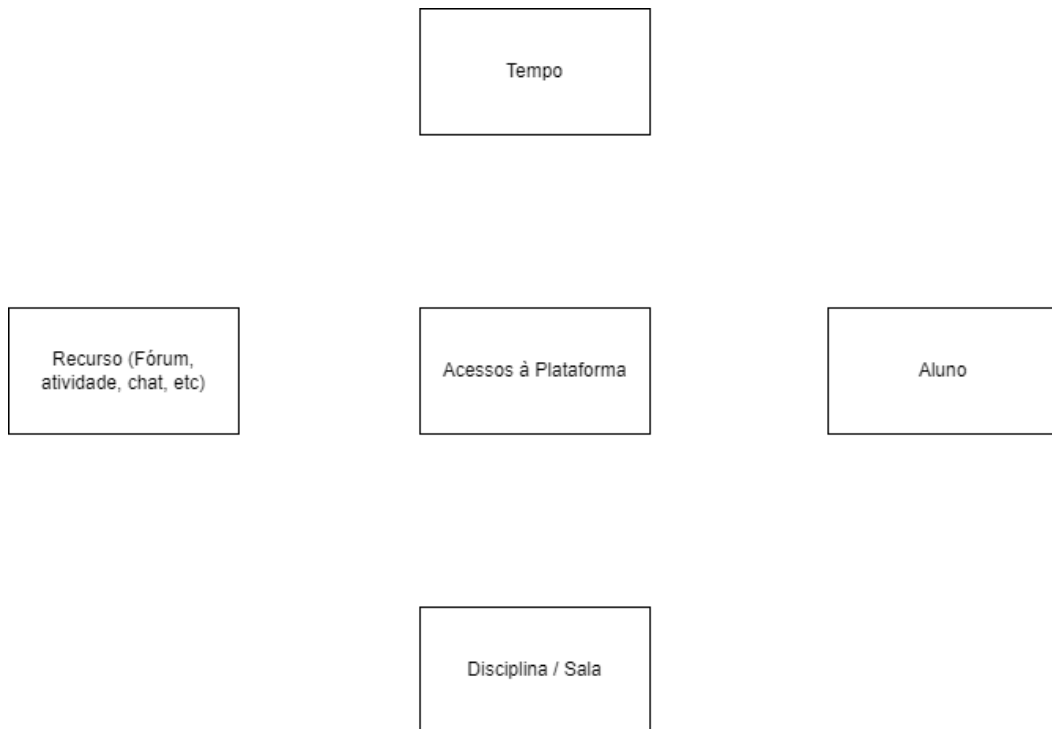 Tempo
Recurso (Fórum,
atividade, chat, etc)
Acessos à Plataforma
Aluno
Disciplina / Sala